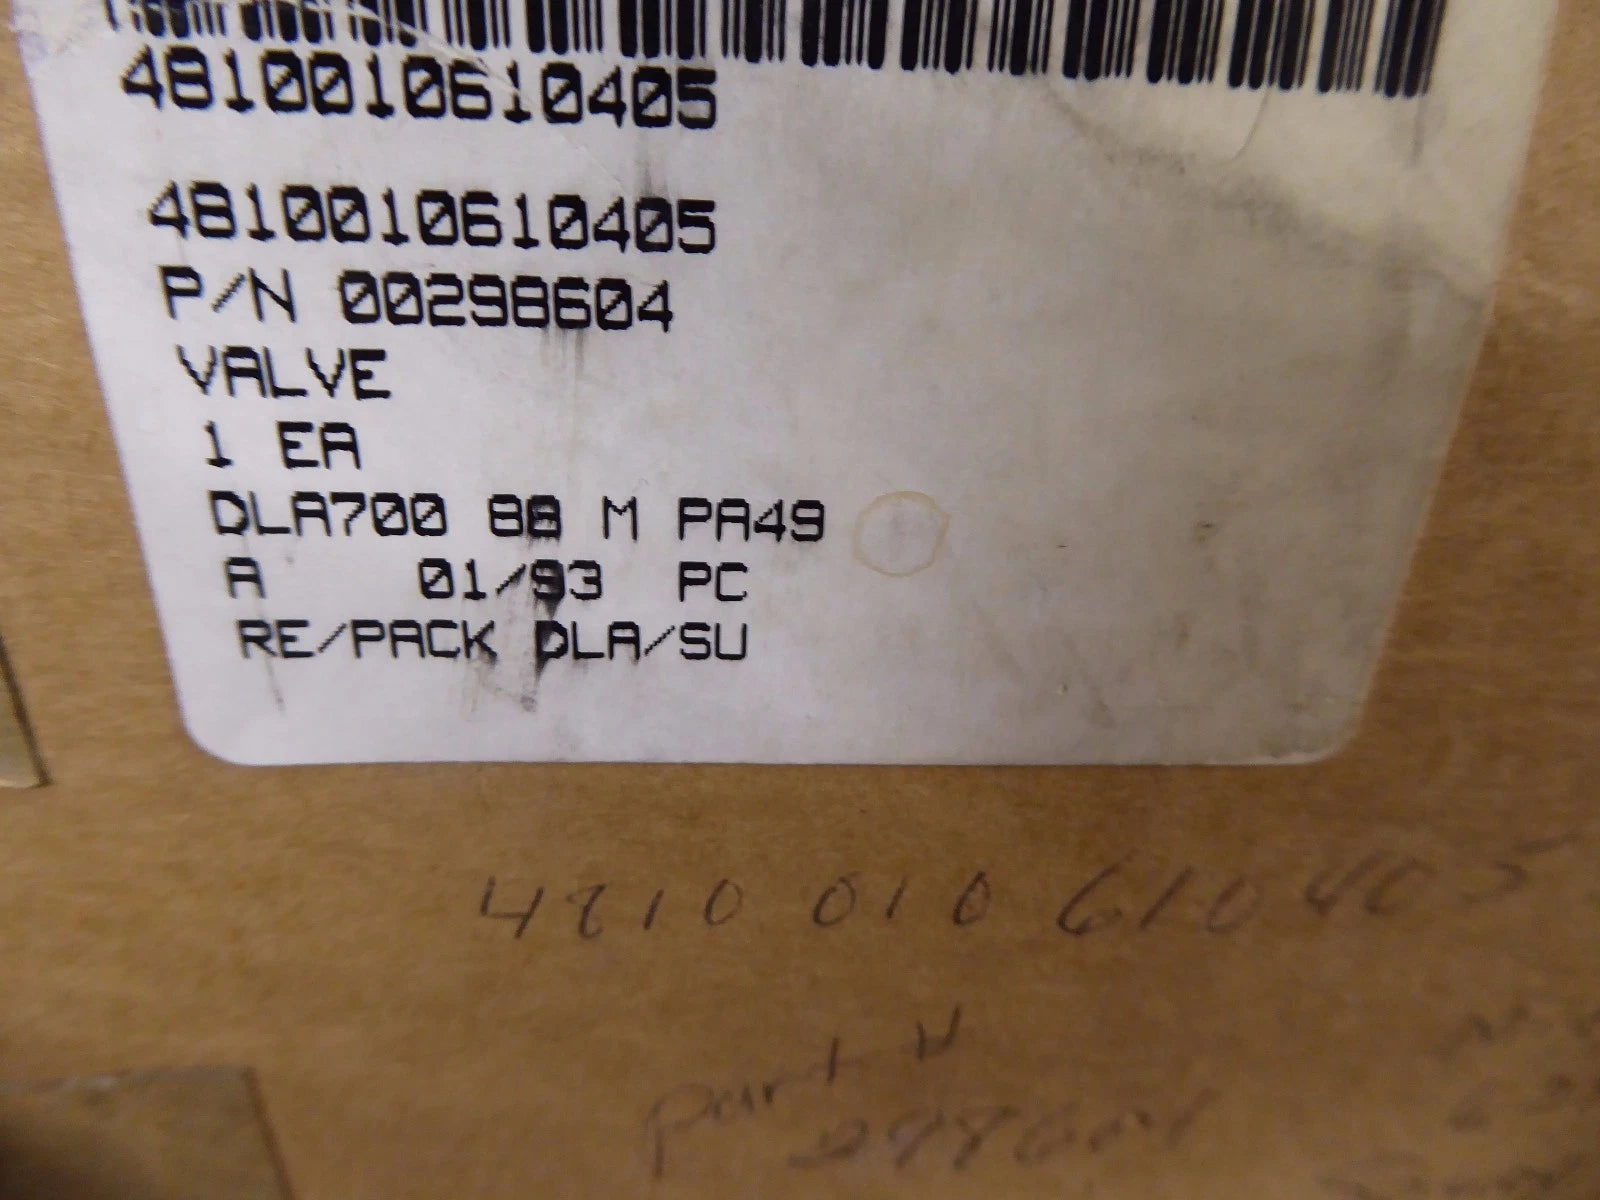 4810010610405
4810010610405
P/N 00298604
VALVE
1 EA
DLA700 88 M PA49
A 01/93 PC
RE/PACK DLA/SU
4810 010 610405
Part #